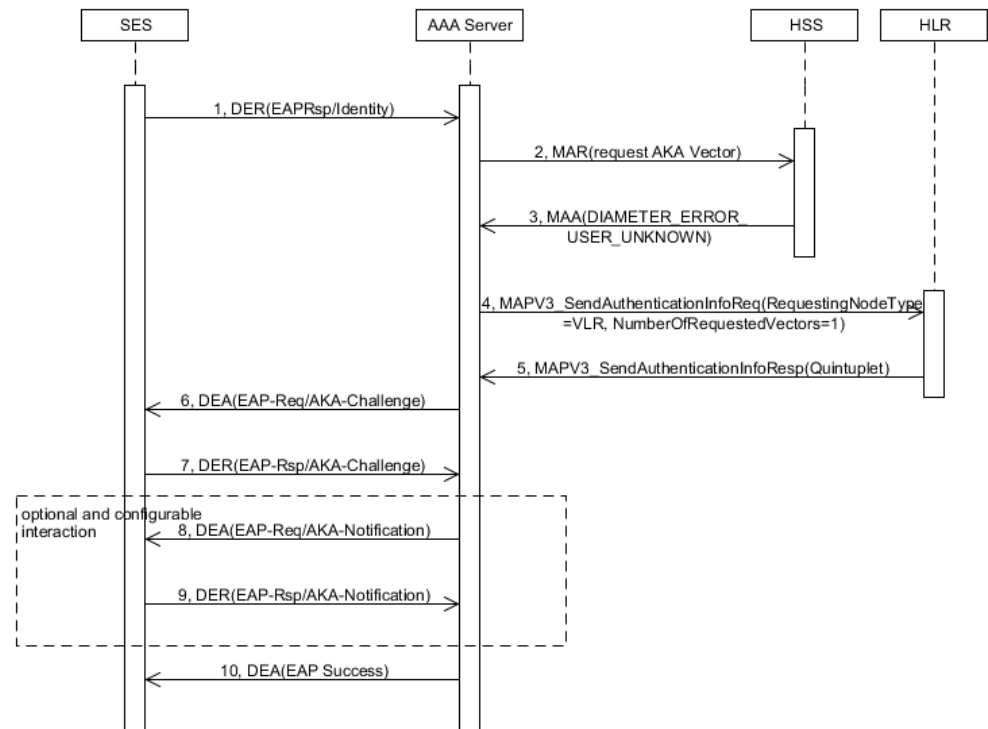 SES
AAA Server
HSS
HLR
1, DER(EAPRsp/Identity)
2, MAR(request AKA Vector)
3, MAA(DIAMETER_ERROR_
USER_UNKNOWN)
4, MAPV3_SendAuthenticationInfoReq(RequestingNodeType
=VLR, NumberOfRequestedVectors=1)
5, MAPV3_SendAuthenticationInfoResp(Quintuplet)
6, DEA(EAP-Req/AKA-Challenge)
7, DER(EAP-Rsp/AKA-Challenge)
optional and configurable
interaction
8, DEA(EAP-Req/AKA-Notification)
9, DER(EAP-Rsp/AKA-Notification)
10, DEA(EAP Success)